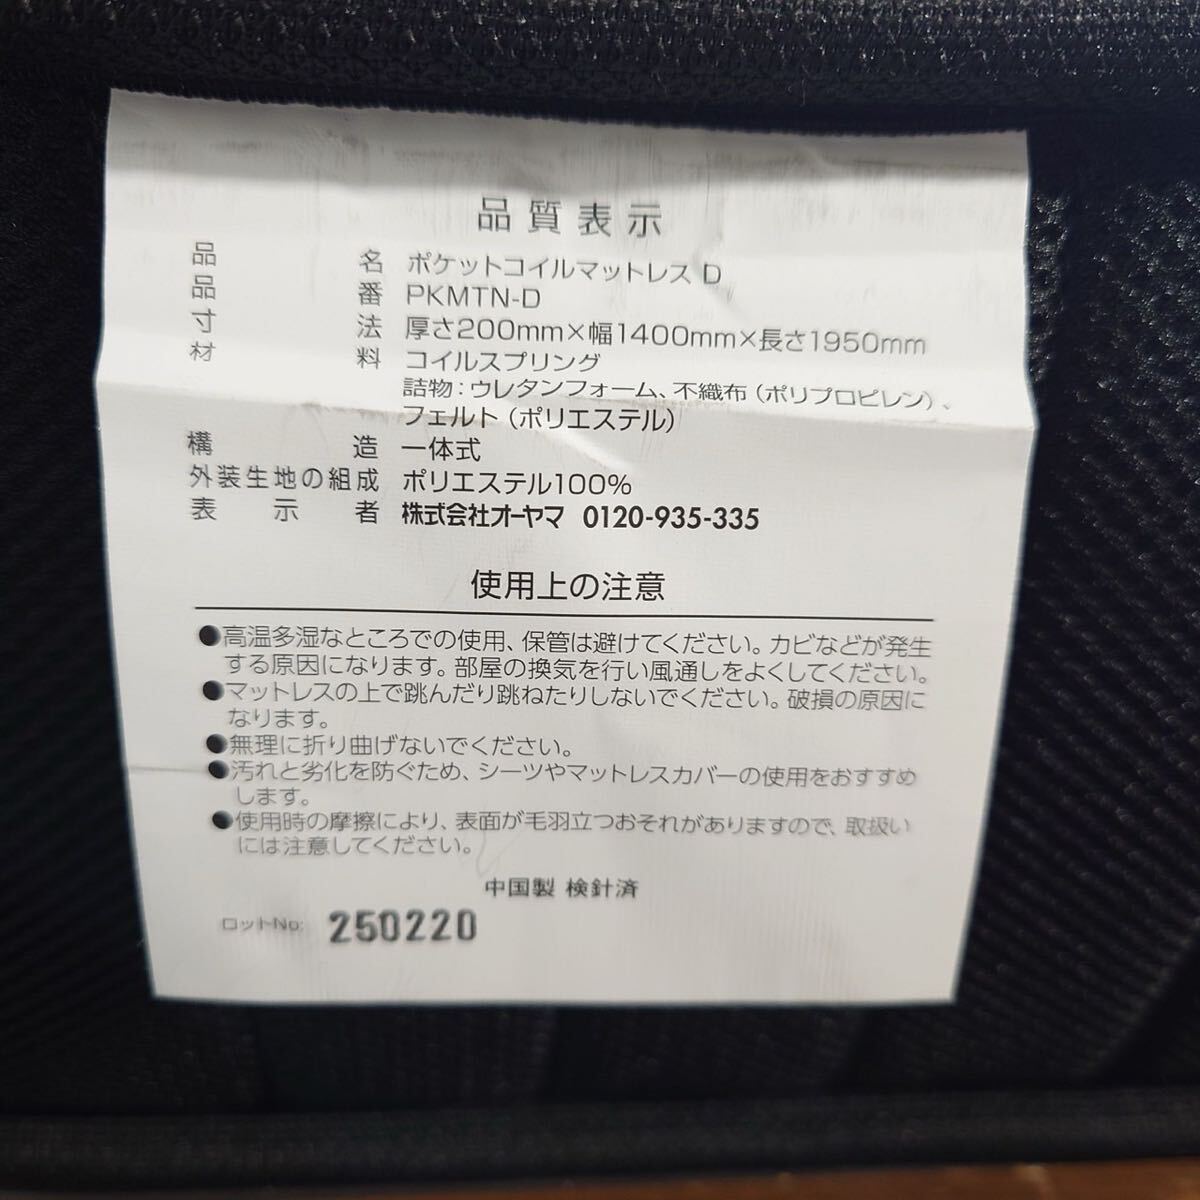 品質表示
品名 ポケットコイルマットレス D
品番 PKMTN-D
寸法 厚さ200mm×幅1400mm×長さ1950mm
材料 コイルスプリング
詰物:ウレタンフォーム、不織布(ポリプロピレン)、
フェルト(ポリエステル)
構造 一体式
外装生地の組成 ポリエステル100%
表示者 株式会社オーヤマ 0120-935-335
使用上の注意
●高温多湿なところでの使用、保管は避けてください。カビなどが発生
する原因になります。部屋の換気を行い風通しをよくしてください。
●マットレスの上で跳んだり跳ねたりしないでください。破損の原因に
なります。
●無理に折り曲げないでください。
●汚れと劣化を防ぐため、シーツやマットレスカバーの使用をおすすめ
します。
●使用時の摩擦により、表面が毛羽立つおそれがありますので、取扱い
には注意してください。
中国製 検針済
ロットNo: 250220